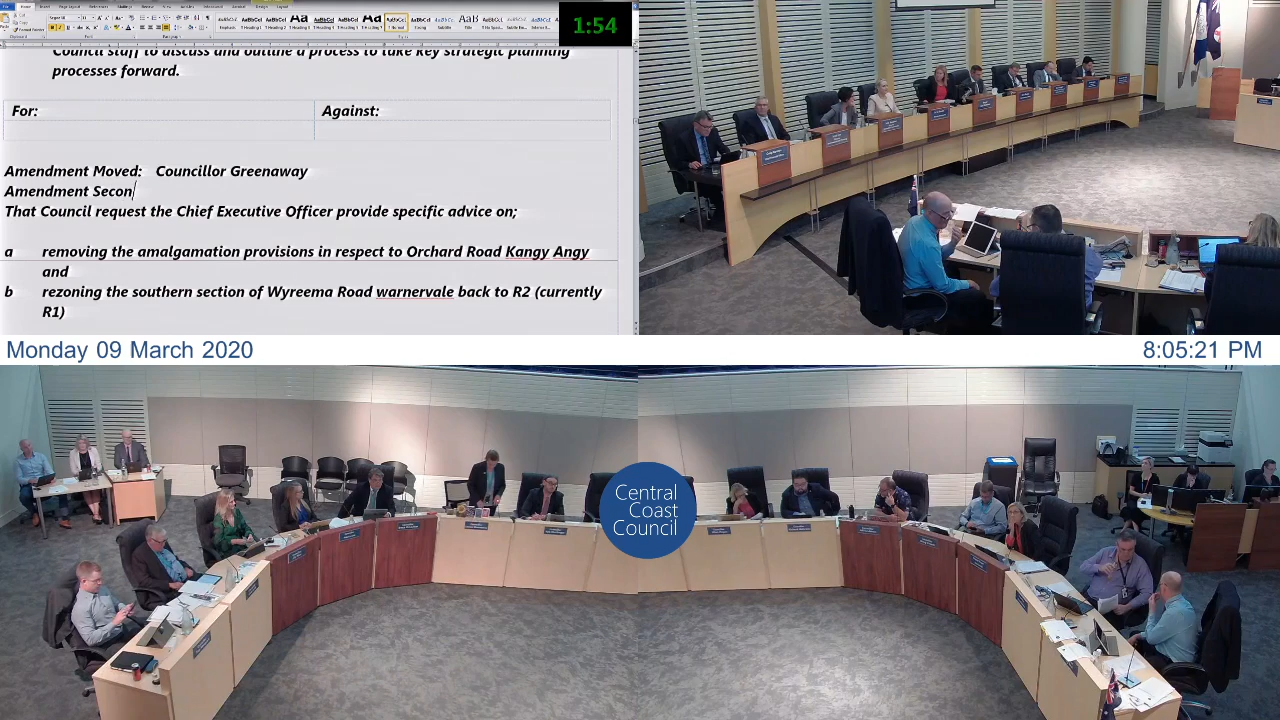 1:54
Council staff to discuss and outline a process to take key strategic planning
processes forward.
For:
Against:
Amendment Moved: Councillor Greenaway
Amendment Secon
That Council request the Chief Executive Officer provide specific advice on;
a removing the amalgamation provisions in respect to Orchard Road Kangy Angy
and
b rezoning the southern section of Wyreema Road warnervale back to R2 (currently
R1)
Monday 09 March 2020
8:05:21 PM
Central
Coast
Council